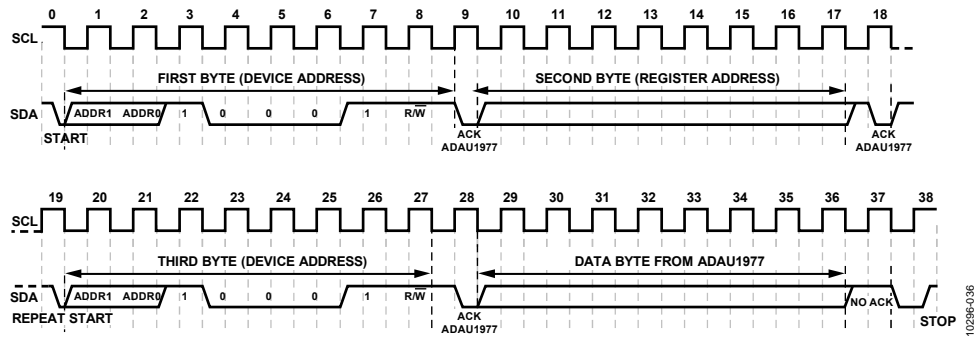 0 1 2 3 4 5 6 7 8 9 10 11 12 13 14 15 16 17 18
SCL
FIRST BYTE (DEVICE ADDRESS) SECOND BYTE (REGISTER ADDRESS)
SDA ADDR1 ADDR0 1 0 0 0 1 R/W̅
START ACK ACK
ADAU1977 ADAU1977
19 20 21 22 23 24 25 26 27 28 29 30 31 32 33 34 35 36 37 38
SCL
THIRD BYTE (DEVICE ADDRESS) DATA BYTE FROM ADAU1977
SDA ADDR1 ADDR0 1 0 0 0 1 R/W̅ NO ACK
REPEAT START ACK STOP
ADAU1977
10296-036